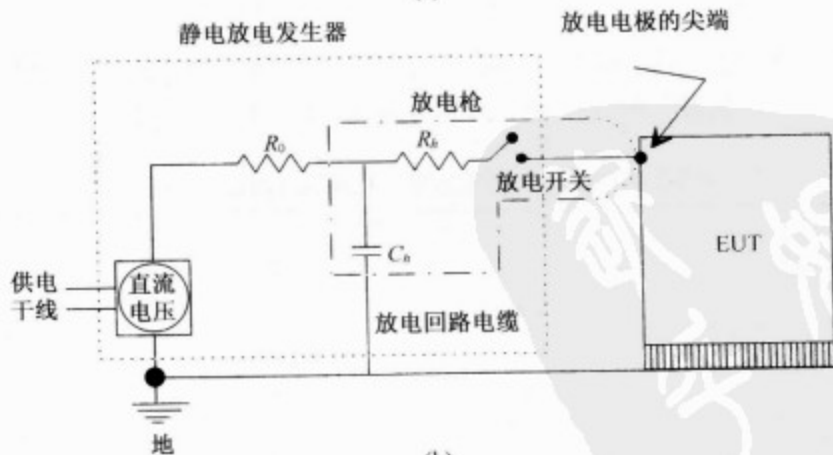 静电放电发生器
放电电极的尖端
放电枪
R₀
Rₕ
放电开关
Cₕ
EUT
供电
干线
直流
电压
放电回路电缆
地